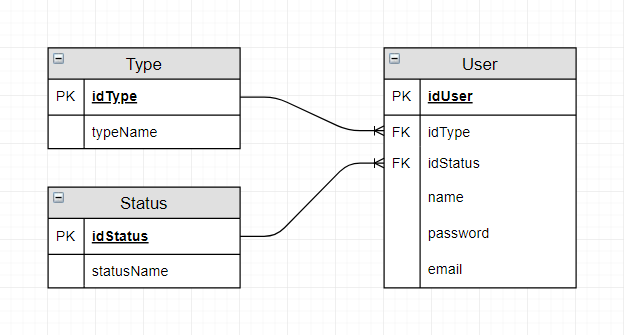 Type
PK idType
typeName
Status
PK idStatus
statusName
User
PK idUser
FK idType
FK idStatus
name
password
email